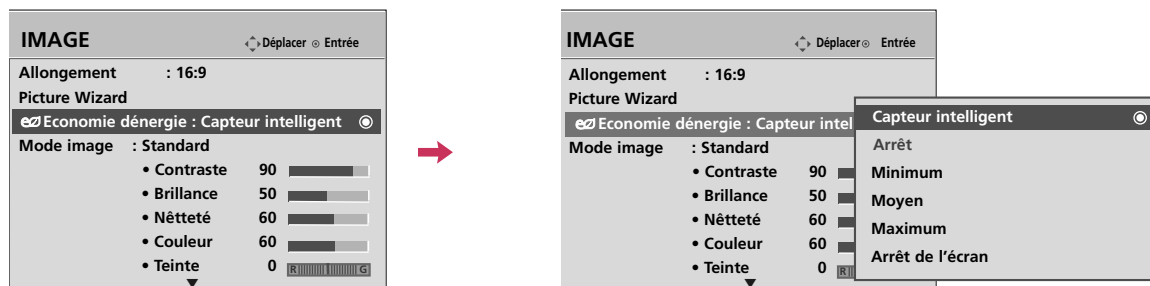 IMAGE Déplacer Entrée
Allongement : 16:9
Picture Wizard
Economie dénergie : Capteur intelligent
Mode image : Standard
• Contraste 90
• Brillance 50
• Nêtteté 60
• Couleur 60
• Teinte 0 R G
IMAGE Déplacer Entrée
Allongement : 16:9
Picture Wizard
Economie dénergie : Capteur intel
Mode image : Standard
• Contraste 90
• Brillance 50
• Nêtteté 60
• Couleur 60
• Teinte 0 R
Capteur intelligent
Arrêt
Minimum
Moyen
Maximum
Arrêt de l'écran